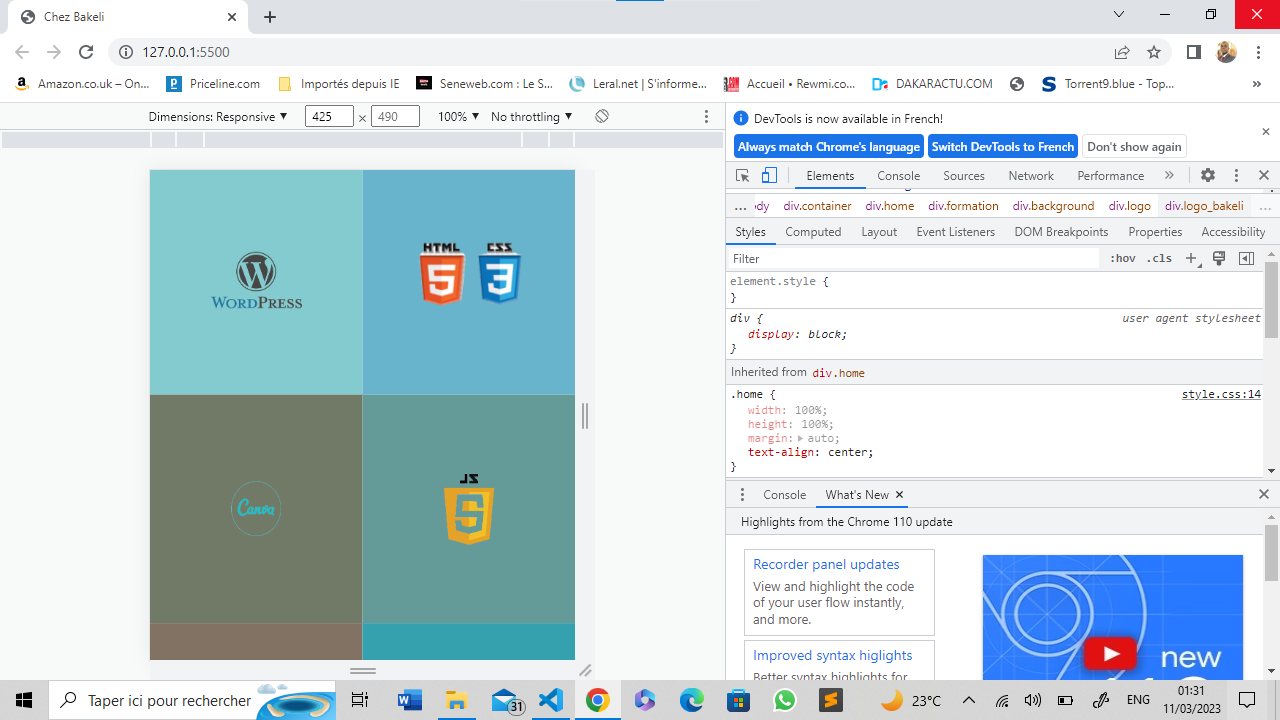 Chez Bakeli
127.0.0.1:5500
Amazon.co.uk – On...
Priceline.com
Importés depuis IE
Seneweb.com : Le S...
Leral.net | S'informe...
Accueil • Rewmi.co...
DAKARACTU.COM
Torrent9.blue - Top...
»
Dimensions: Responsive ▼ 425 × 490 100% ▼ No throttling ▼
WORDPRESS
HTML CSS
5 3
Canva
JS
DevTools is now available in French!
Always match Chrome's language Switch DevTools to French Don't show again
Elements Console Sources Network Performance »
... ody div.container div.home div.formation div.background div.logo div.logo_bakeli ...
Styles Computed Layout Event Listeners DOM Breakpoints Properties Accessibility
Filter :hov .cls
element.style {
}
div { user agent stylesheet
display: block;
}
Inherited from div.home
.home { style.css:14
width: 100%;
height: 100%;
margin: auto;
text-align: center;
}
Console What's New
Highlights from the Chrome 110 update
Recorder panel updates
View and highlight the code
of your user flow instantly,
and more.
Improved syntax higlights
Better syntax highlights for
new
Taper ici pour rechercher
31
23°C
ENG
01:31
11/03/2023